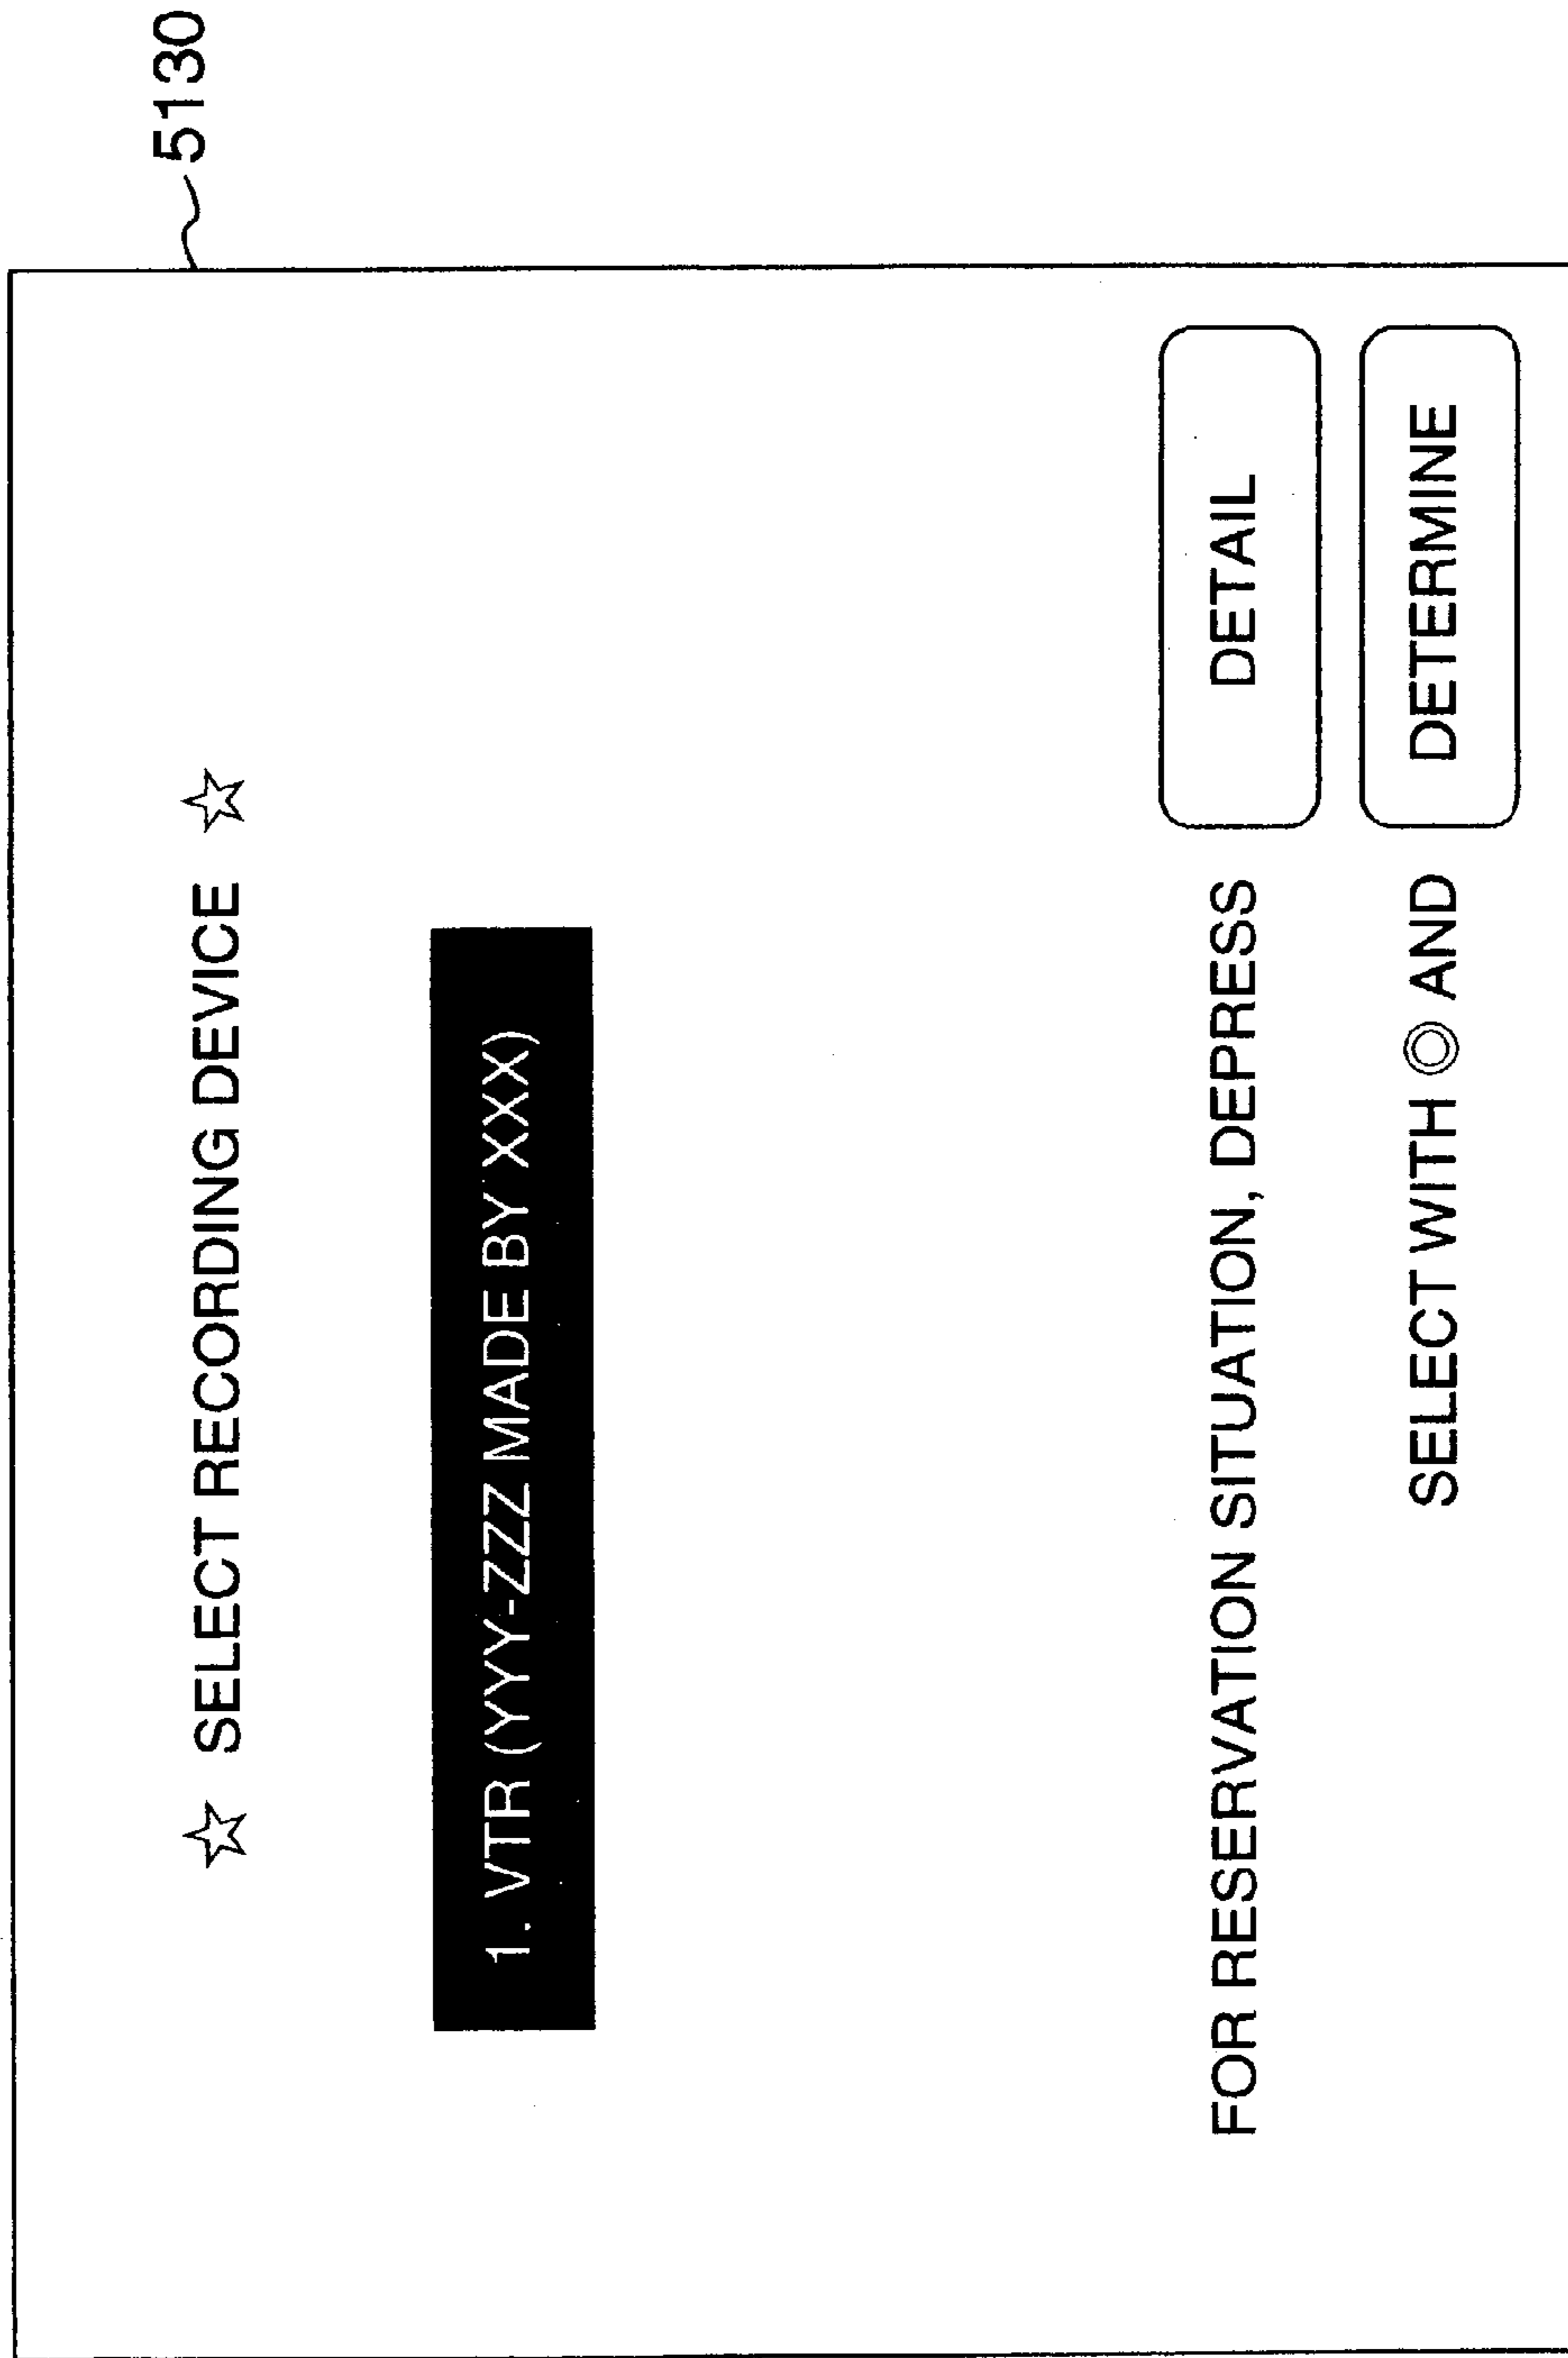 5130
☆ SELECT RECORDING DEVICE ☆
1. VTR (YYY-ZZZ MADE BY XXX)
FOR RESERVATION SITUATION, DEPRESS DETAIL
SELECT WITH ◎ AND DETERMINE